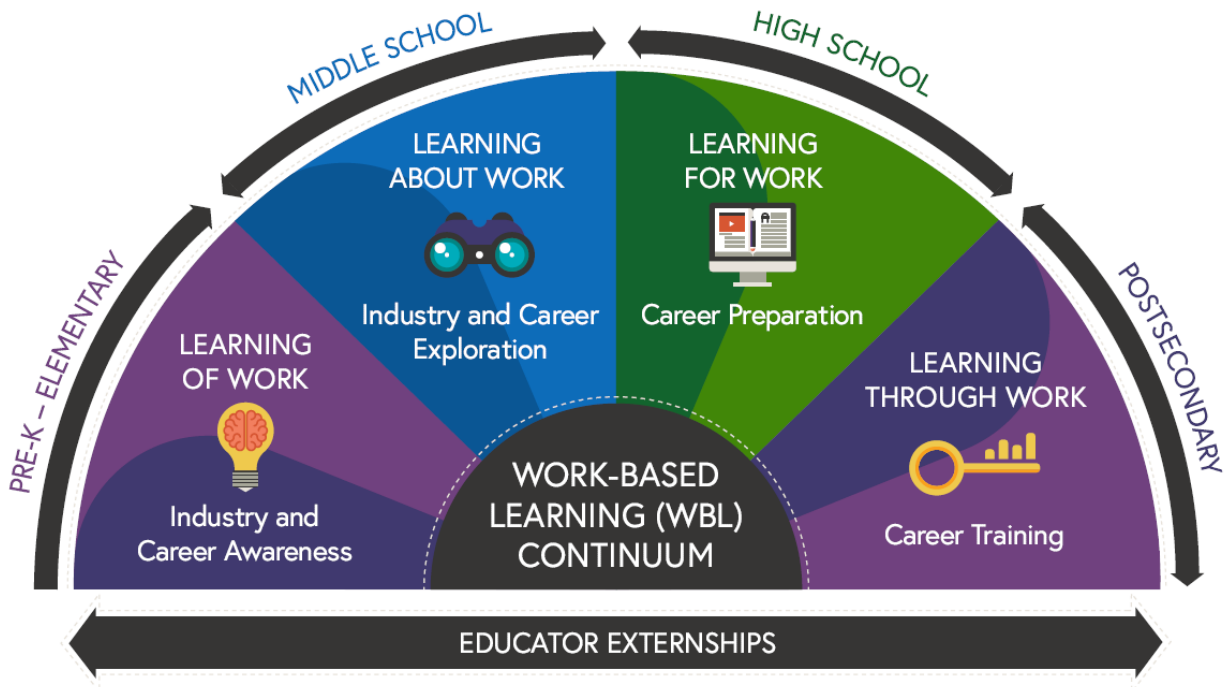 MIDDLE SCHOOL
HIGH SCHOOL
PRE-K – ELEMENTARY
POSTSECONDARY
LEARNING
OF WORK
Industry and
Career Awareness
LEARNING
ABOUT WORK
Industry and Career
Exploration
LEARNING
FOR WORK
Career Preparation
LEARNING
THROUGH WORK
Career Training
WORK-BASED
LEARNING (WBL)
CONTINUUM
EDUCATOR EXTERNSHIPS